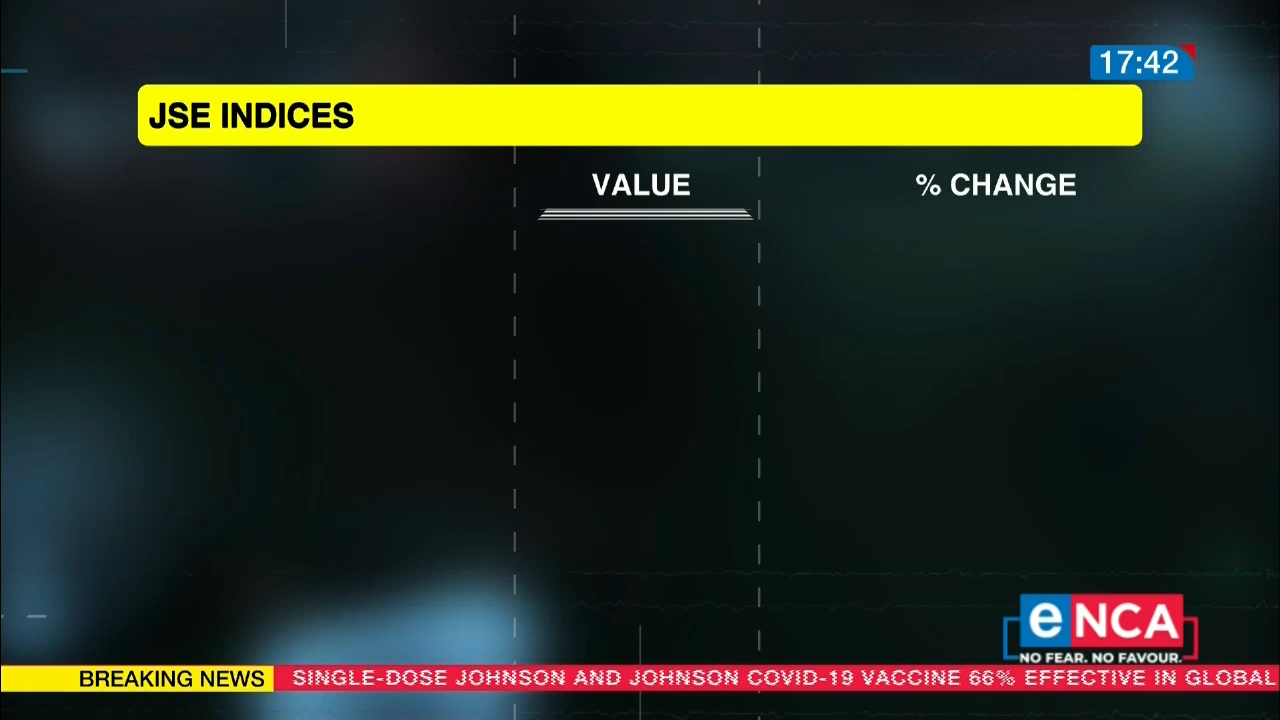 17:42
JSE INDICES
VALUE
% CHANGE
eNCA
NO FEAR. NO FAVOUR.
BREAKING NEWS
SINGLE-DOSE JOHNSON AND JOHNSON COVID-19 VACCINE 66% EFFECTIVE IN GLOBAL